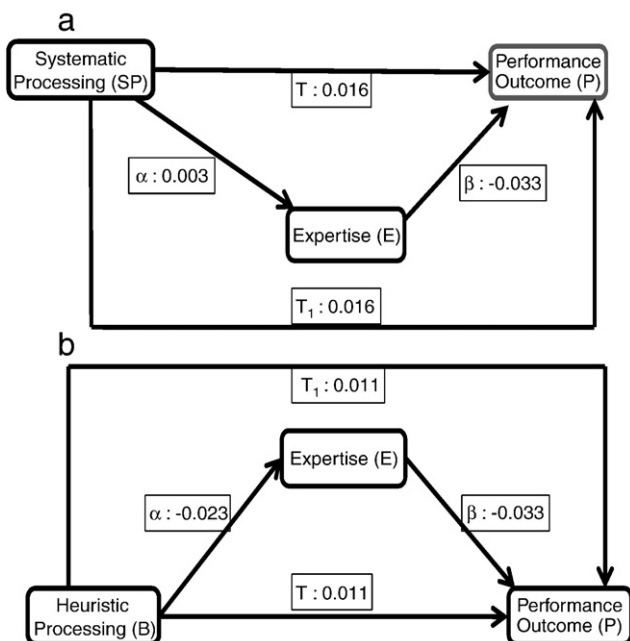 a
Systematic
Processing (SP)
Performance
Outcome (P)
T : 0.016
α : 0.003
β : -0.033
Expertise (E)
T₁ : 0.016
b
T₁ : 0.011
Expertise (E)
α : -0.023
β : -0.033
T : 0.011
Heuristic
Processing (B)
Performance
Outcome (P)